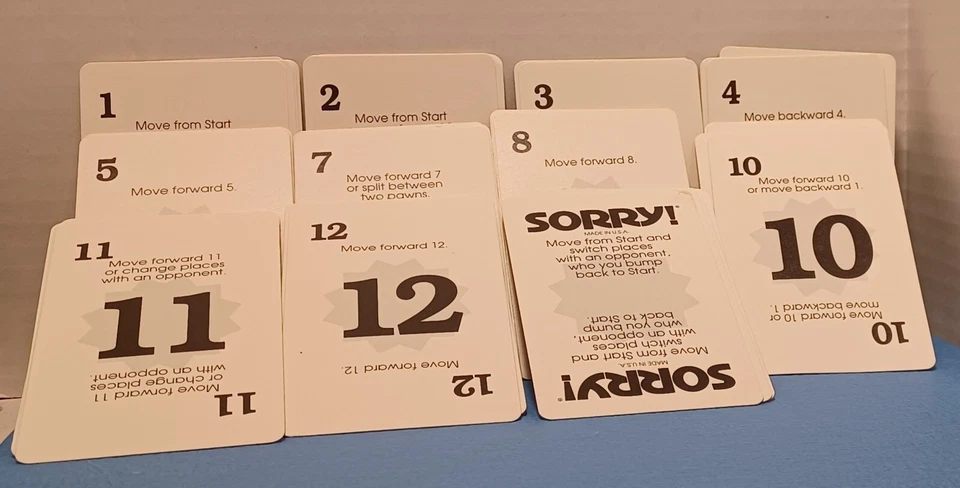 1
Move from Start
2
Move from Start
3
4
Move backward 4.
5
Move forward 5.
7
Move forward 7
or split between
two pawns.
8
Move forward 8.
10
Move forward 10
or move backward 1.
10
Move forward 10 or
move backward 1.
10
11
Move forward 11
or change places
with an opponent.
11
Move forward 11
or change places
with an opponent.
11
12
Move forward 12.
12
Move forward 12.
12
SORRY!®
MADE IN U.S.A.
Move from Start and
switch places
with an opponent,
who you bump
back to Start.
SORRY!®
MADE IN U.S.A.
Move from Start and
switch places
with an opponent,
who you bump
back to Start.